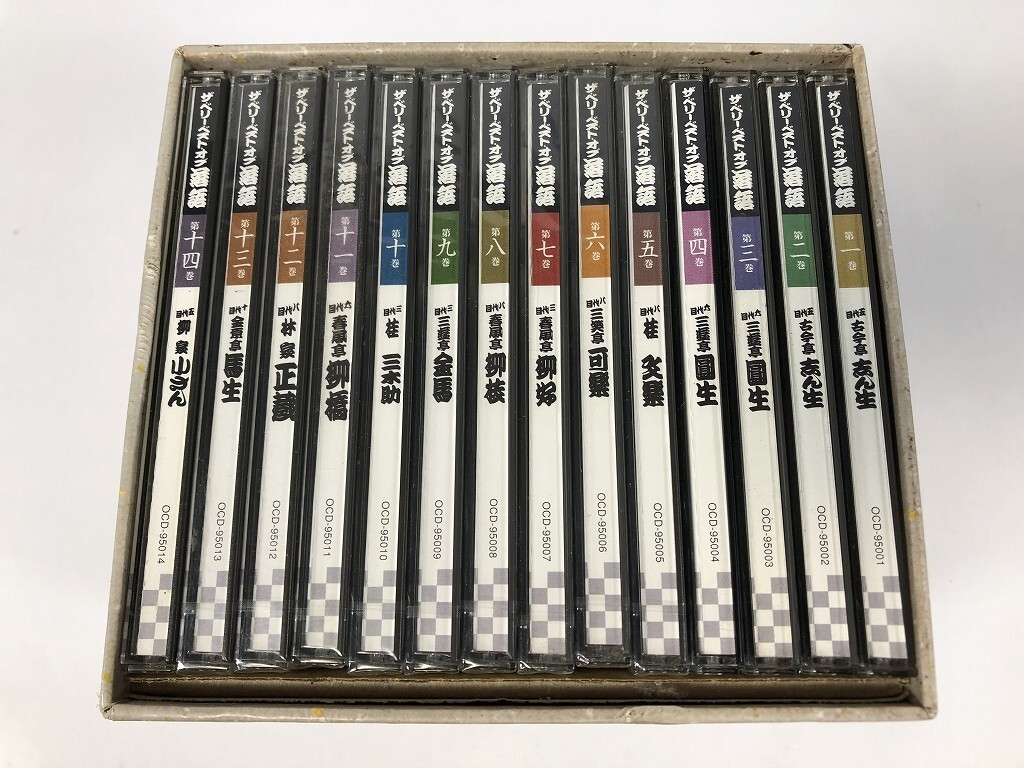 ザ・ベリーベスト・オブ落語
第一巻
五代目 古今亭 志ん生
OCD-95001
ザ・ベリーベスト・オブ落語
第二巻
五代目 古今亭 志ん生
OCD-95002
ザ・ベリーベスト・オブ落語
第三巻
六代目 三遊亭 圓生
OCD-95003
ザ・ベリーベスト・オブ落語
第四巻
六代目 三遊亭 圓生
OCD-95004
ザ・ベリーベスト・オブ落語
第五巻
八代目 桂 文樂
OCD-95005
ザ・ベリーベスト・オブ落語
第六巻
八代目 三笑亭 可樂
OCD-95006
ザ・ベリーベスト・オブ落語
第七巻
三代目 春風亭 柳好
OCD-95007
ザ・ベリーベスト・オブ落語
第八巻
八代目 春風亭 柳枝
OCD-95008
ザ・ベリーベスト・オブ落語
第九巻
三代目 三遊亭 金馬
OCD-95009
ザ・ベリーベスト・オブ落語
第十巻
三代目 桂 三木助
OCD-95010
ザ・ベリーベスト・オブ落語
第十一巻
六代目 春風亭 柳橋
OCD-95011
ザ・ベリーベスト・オブ落語
第十二巻
八代目 林家 正蔵
OCD-95012
ザ・ベリーベスト・オブ落語
第十三巻
十代目 金原亭 馬生
OCD-95013
ザ・ベリーベスト・オブ落語
第十四巻
五代目 柳家 小さん
OCD-95014